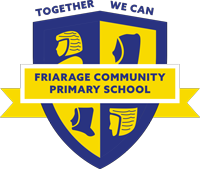 TOGETHER WE CAN
FRIARAGE COMMUNITY
PRIMARY SCHOOL